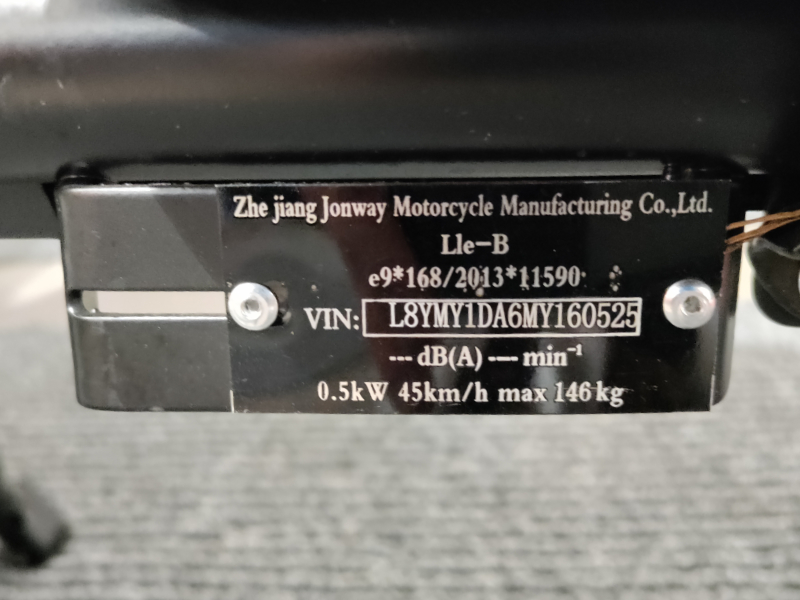 Zhe jiang Jonway Motorcycle Manufacturing Co.,Ltd.
Lle-B
e9*168/2013*11590
VIN: L8YMY1DA6MY160525
--- dB(A) --- min⁻¹
0.5kW 45km/h max 146kg